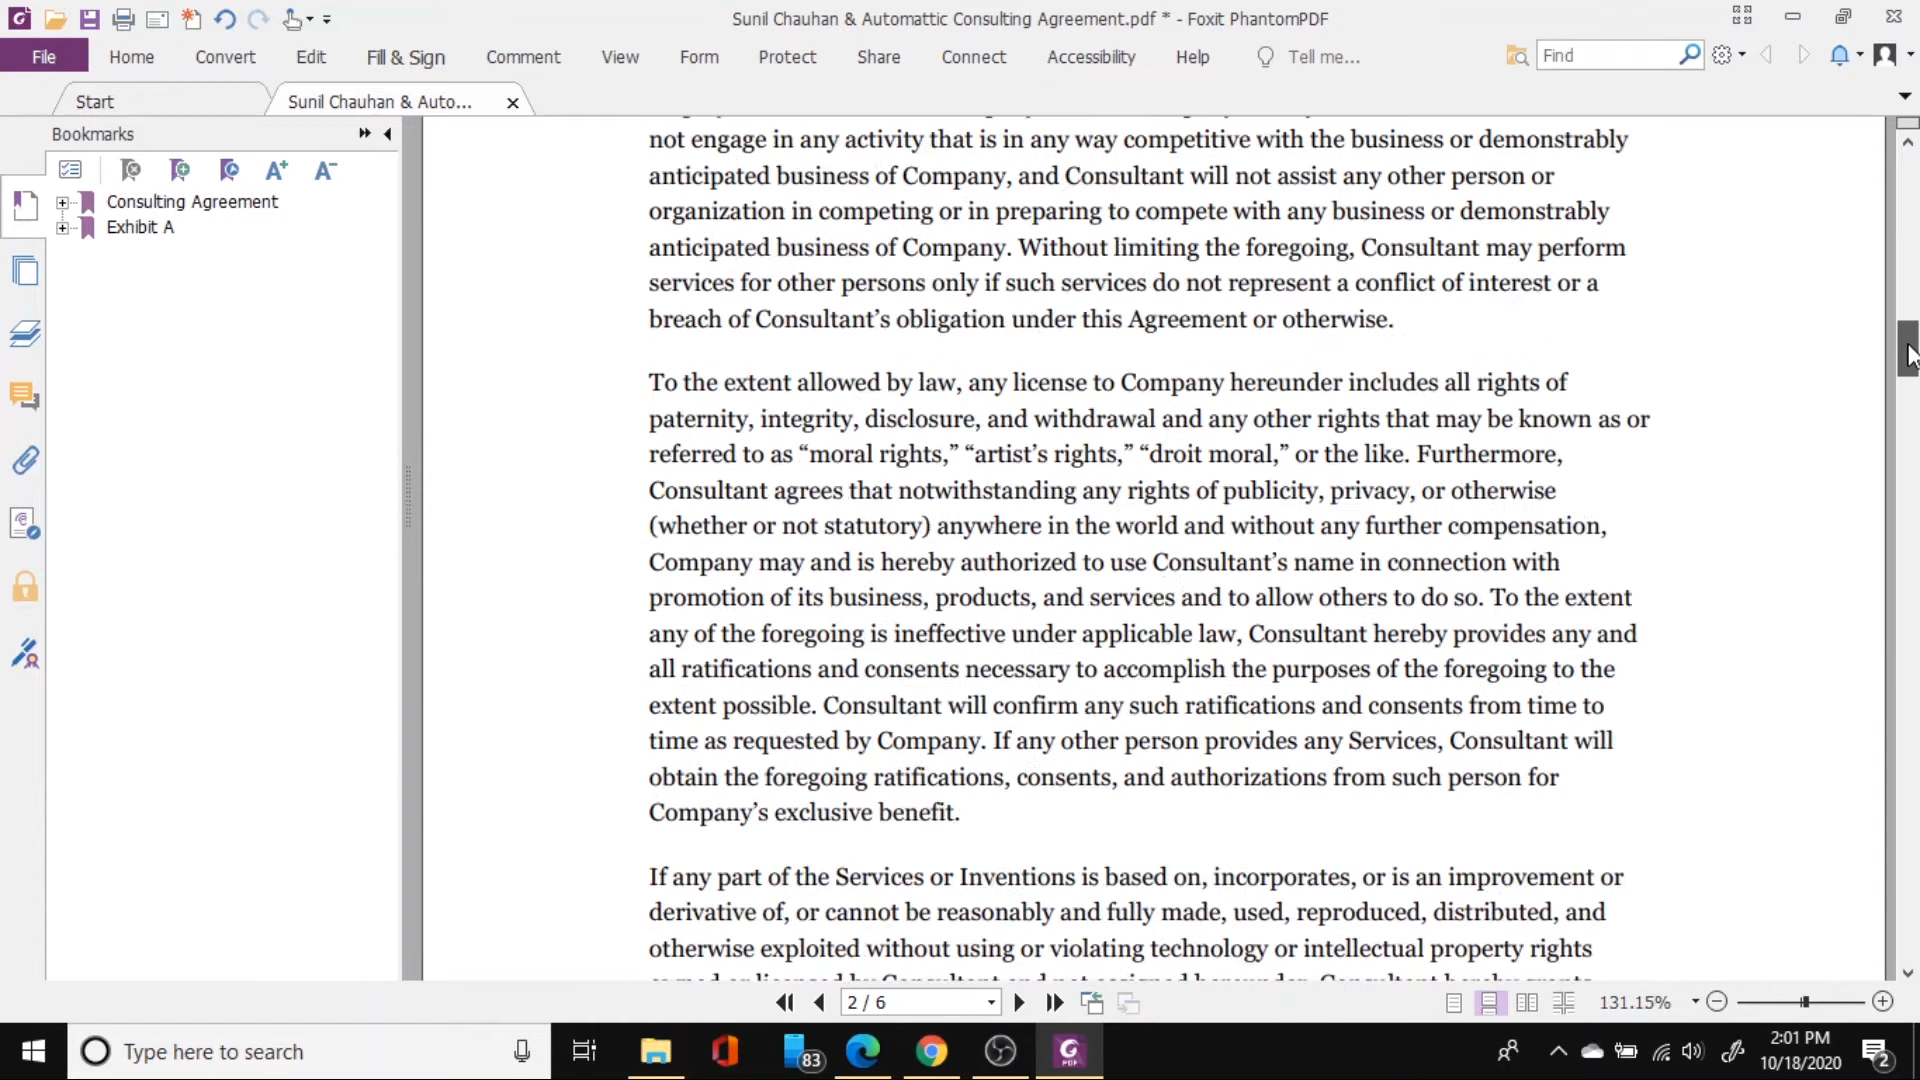 Sunil Chauhan & Automattic Consulting Agreement.pdf * - Foxit PhantomPDF
File Home Convert Edit Fill & Sign Comment View Form Protect Share Connect Accessibility Help Tell me... Find
Start Sunil Chauhan & Auto...
Bookmarks
Consulting Agreement
Exhibit A
not engage in any activity that is in any way competitive with the business or demonstrably
anticipated business of Company, and Consultant will not assist any other person or
organization in competing or in preparing to compete with any business or demonstrably
anticipated business of Company. Without limiting the foregoing, Consultant may perform
services for other persons only if such services do not represent a conflict of interest or a
breach of Consultant’s obligation under this Agreement or otherwise.
To the extent allowed by law, any license to Company hereunder includes all rights of
paternity, integrity, disclosure, and withdrawal and any other rights that may be known as or
referred to as “moral rights,” “artist’s rights,” “droit moral,” or the like. Furthermore,
Consultant agrees that notwithstanding any rights of publicity, privacy, or otherwise
(whether or not statutory) anywhere in the world and without any further compensation,
Company may and is hereby authorized to use Consultant’s name in connection with
promotion of its business, products, and services and to allow others to do so. To the extent
any of the foregoing is ineffective under applicable law, Consultant hereby provides any and
all ratifications and consents necessary to accomplish the purposes of the foregoing to the
extent possible. Consultant will confirm any such ratifications and consents from time to
time as requested by Company. If any other person provides any Services, Consultant will
obtain the foregoing ratifications, consents, and authorizations from such person for
Company’s exclusive benefit.
If any part of the Services or Inventions is based on, incorporates, or is an improvement or
derivative of, or cannot be reasonably and fully made, used, reproduced, distributed, and
otherwise exploited without using or violating technology or intellectual property rights
2 / 6 131.15%
Type here to search 83 2:01 PM
10/18/2020 2